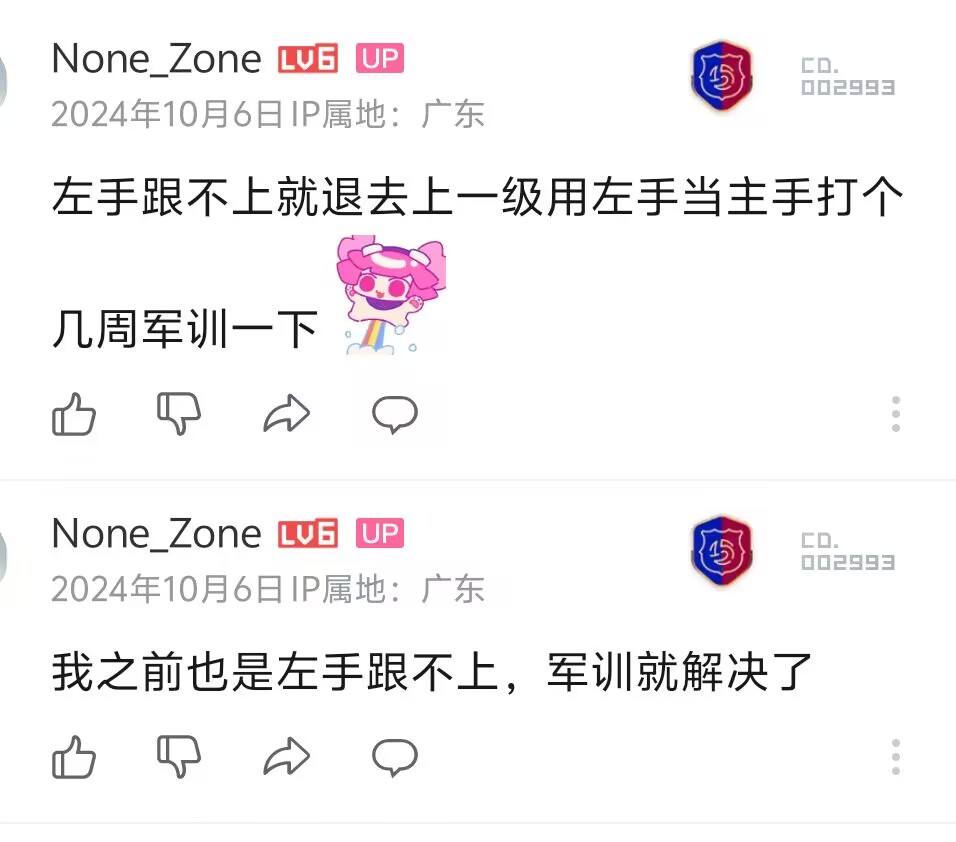 None_Zone LV6 UP
CO.
002993
2024年10月6日 IP属地：广东
左手跟不上就退去上一级用左手当主手打个
几周军训一下
None_Zone LV6 UP
CO.
002993
2024年10月6日 IP属地：广东
我之前也是左手跟不上，军训就解决了